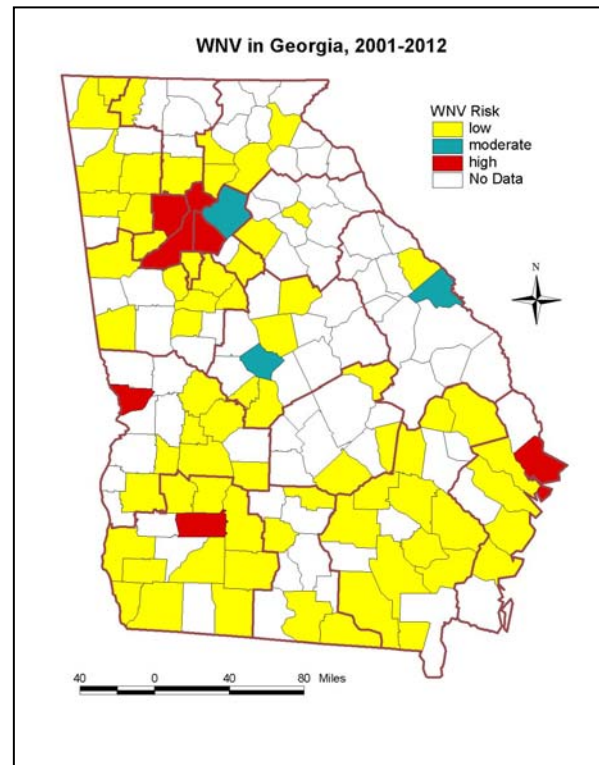 WNV in Georgia, 2001-2012
WNV Risk
low
moderate
high
No Data
N
40 0 40 80 Miles